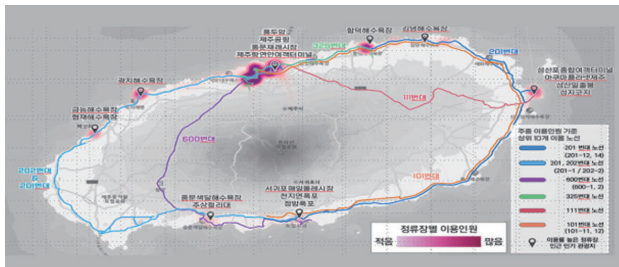 용두암
제주공항
동문재래시장
제주항연안여객터미널
함덕해수욕장
김녕해수욕장
325번대
201번대
곽지해수욕장
금능해수욕장
협재해수욕장
성산포종합여객터미널
아쿠아플라넷제주
성산일출봉
섭지코지
111번대
600번대
202번대
&
201번대
101번대
중문색달해수욕장
주상절리대
서귀포매일올레시장
천지연폭포
정방폭포
주중 이용인원 기준
상위 10개 이용 노선
201번대 노선
(201-12, 14)
201, 202번대 노선
(201-1 / 202-2)
600번대 노선
(600-1, 2)
325번대 노선
111번대 노선
101번대 노선
(101-11, 12)
이용률 높은 정류장
인근 인기 관광지
정류장별 이용인원
적음
많음